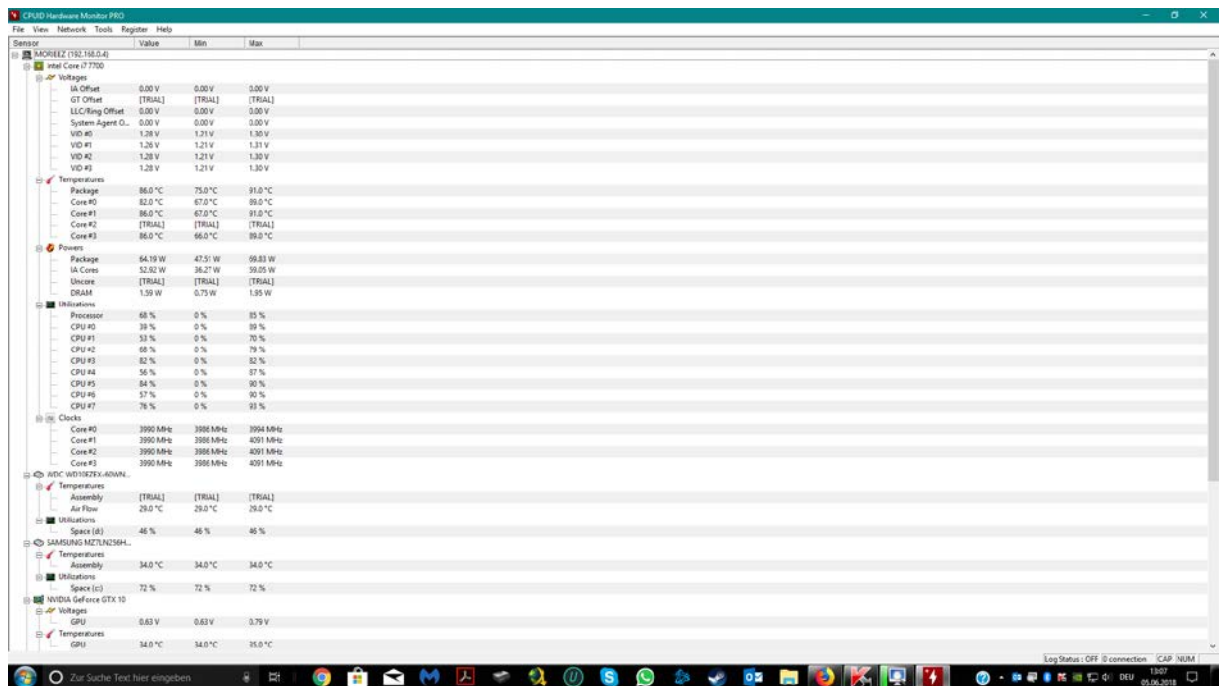 CPUID Hardware Monitor PRO
File View Network Tools Register Help
Sensor Value Min Max
MORIEEZ (192.168.0.4)
Intel Core i7 7700
Voltages
IA Offset 0.00 V 0.00 V 0.00 V
GT Offset [TRIAL] [TRIAL] [TRIAL]
LLC/Ring Offset 0.00 V 0.00 V 0.00 V
System Agent O... 0.00 V 0.00 V 0.00 V
VID #0 1.28 V 1.21 V 1.30 V
VID #1 1.26 V 1.21 V 1.31 V
VID #2 1.28 V 1.21 V 1.30 V
VID #3 1.28 V 1.21 V 1.30 V
Temperatures
Package 86.0 °C 75.0 °C 91.0 °C
Core #0 82.0 °C 67.0 °C 89.0 °C
Core #1 86.0 °C 67.0 °C 91.0 °C
Core #2 [TRIAL] [TRIAL] [TRIAL]
Core #3 86.0 °C 66.0 °C 89.0 °C
Powers
Package 64.19 W 47.51 W 69.83 W
IA Cores 52.92 W 36.27 W 59.05 W
Uncore [TRIAL] [TRIAL] [TRIAL]
DRAM 1.59 W 0.75 W 1.95 W
Utilizations
Processor 68 % 0 % 85 %
CPU #0 39 % 0 % 89 %
CPU #1 53 % 0 % 70 %
CPU #2 68 % 0 % 79 %
CPU #3 82 % 0 % 82 %
CPU #4 56 % 0 % 87 %
CPU #5 84 % 0 % 90 %
CPU #6 57 % 0 % 90 %
CPU #7 76 % 0 % 93 %
Clocks
Core #0 3990 MHz 3986 MHz 3994 MHz
Core #1 3990 MHz 3986 MHz 4091 MHz
Core #2 3990 MHz 3986 MHz 4091 MHz
Core #3 3990 MHz 3986 MHz 4091 MHz
WDC WD10EZEX-60WN...
Temperatures
Assembly [TRIAL] [TRIAL] [TRIAL]
Air Flow 29.0 °C 29.0 °C 29.0 °C
Utilizations
Space (d:) 46 % 46 % 46 %
SAMSUNG MZ7LN256H...
Temperatures
Assembly 34.0 °C 34.0 °C 34.0 °C
Utilizations
Space (c:) 72 % 72 % 72 %
NVIDIA GeForce GTX 10
Voltages
GPU 0.63 V 0.63 V 0.79 V
Temperatures
GPU 34.0 °C 34.0 °C 35.0 °C
Log Status : OFF 0 connection CAP NUM
Zur Suche Text hier eingeben
DEU 13:07
05.06.2018